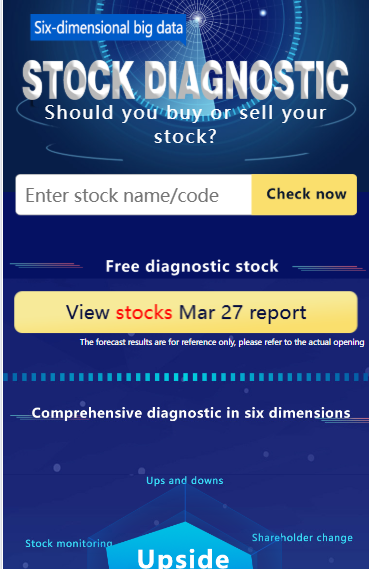 Six-dimensional big data
STOCK DIAGNOSTIC
Should you buy or sell your
stock?
Enter stock name/code
Check now
Free diagnostic stock
View stocks Mar 27 report
The forecast results are for reference only, please refer to the actual opening
Comprehensive diagnostic in six dimensions
Ups and downs
Stock monitoring
Shareholder change
Upside